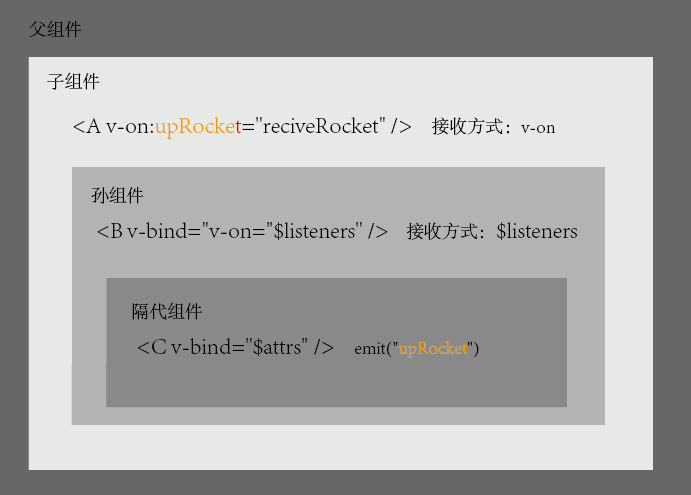 父组件
子组件
<A v-on:upRocket="reciveRocket" /> 接收方式：v-on
孙组件
<B v-bind="v-on="$listeners" /> 接收方式：$listeners
隔代组件
<C v-bind="$attrs" /> emit("upRocket")